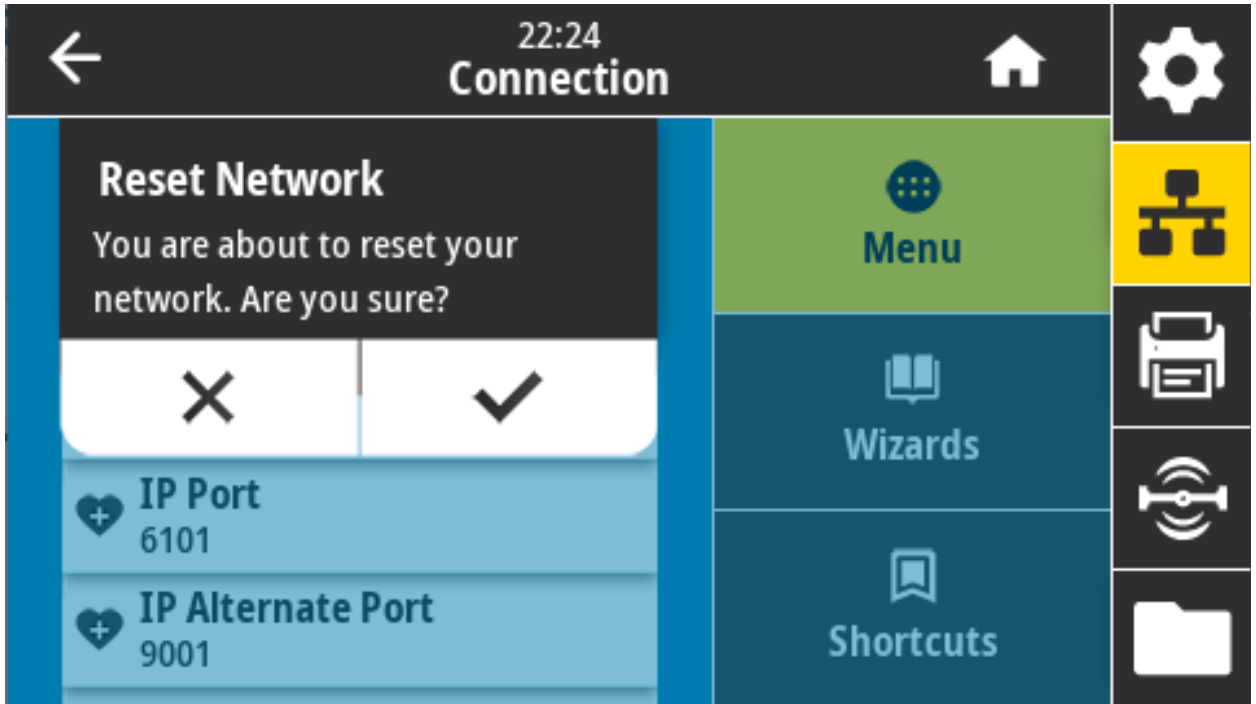 22:24
Connection
Reset Network
You are about to reset your
network. Are you sure?
IP Port
6101
IP Alternate Port
9001
Menu
Wizards
Shortcuts